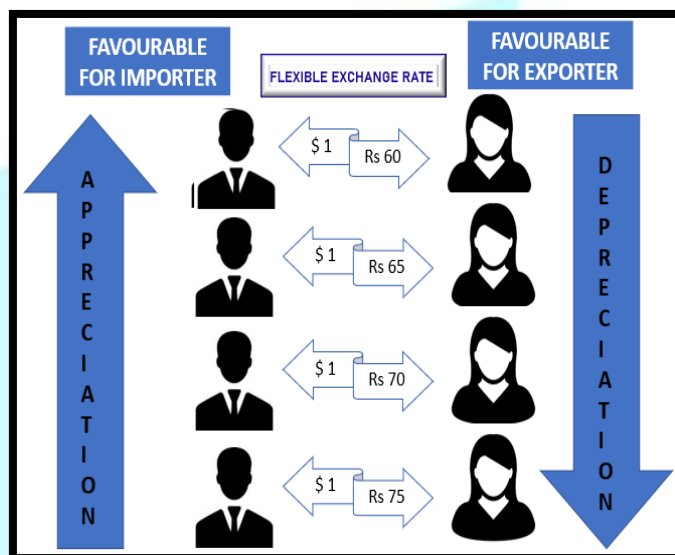 FAVOURABLE
FOR IMPORTER
FLEXIBLE EXCHANGE RATE
FAVOURABLE
FOR EXPORTER
APPRECIATION
$ 1
Rs 60
$ 1
Rs 65
$ 1
Rs 70
$ 1
Rs 75
DEPRECIATION